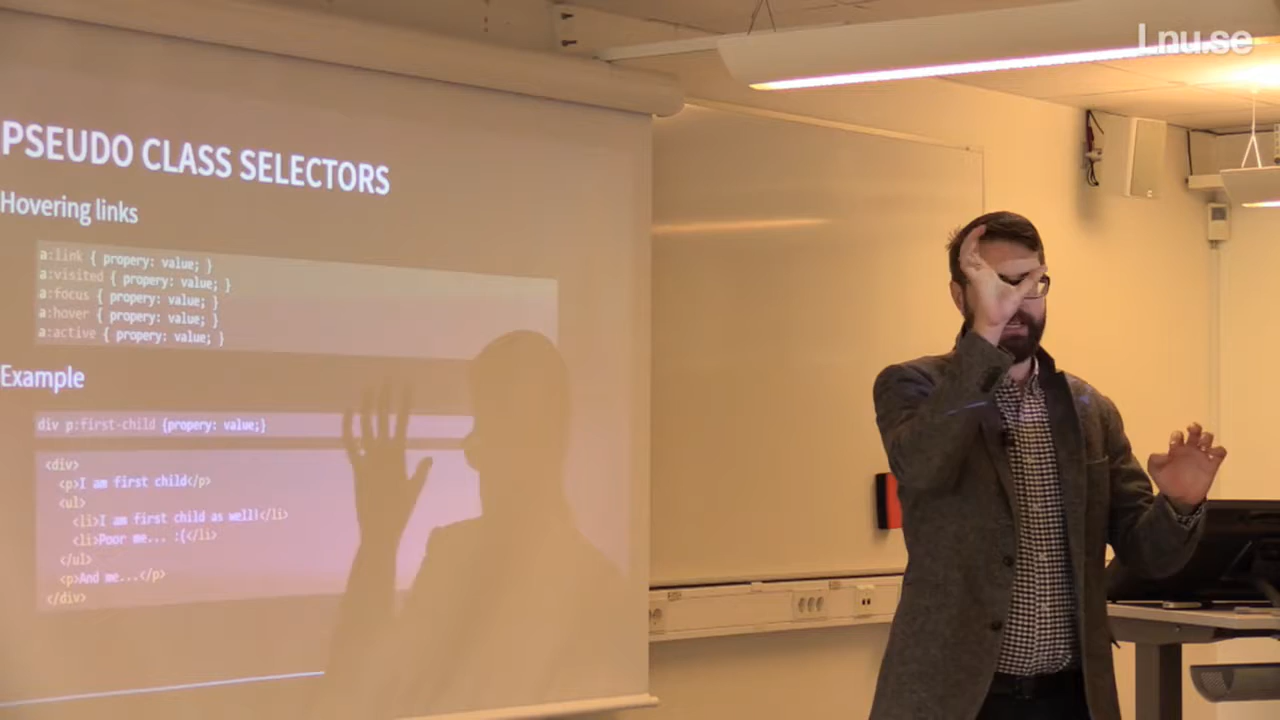 Lnu.se
PSEUDO CLASS SELECTORS
Hovering links
a:link { propery: value; }
a:visited { propery: value; }
a:focus { propery: value; }
a:hover { propery: value; }
a:active { propery: value; }
Example
div p:first-child {propery: value;}
<div>
<p>I am first child</p>
<ul>
<li>I am first child as well!</li>
<li>Poor me... :(</li>
</ul>
<p>And me...</p>
</div>